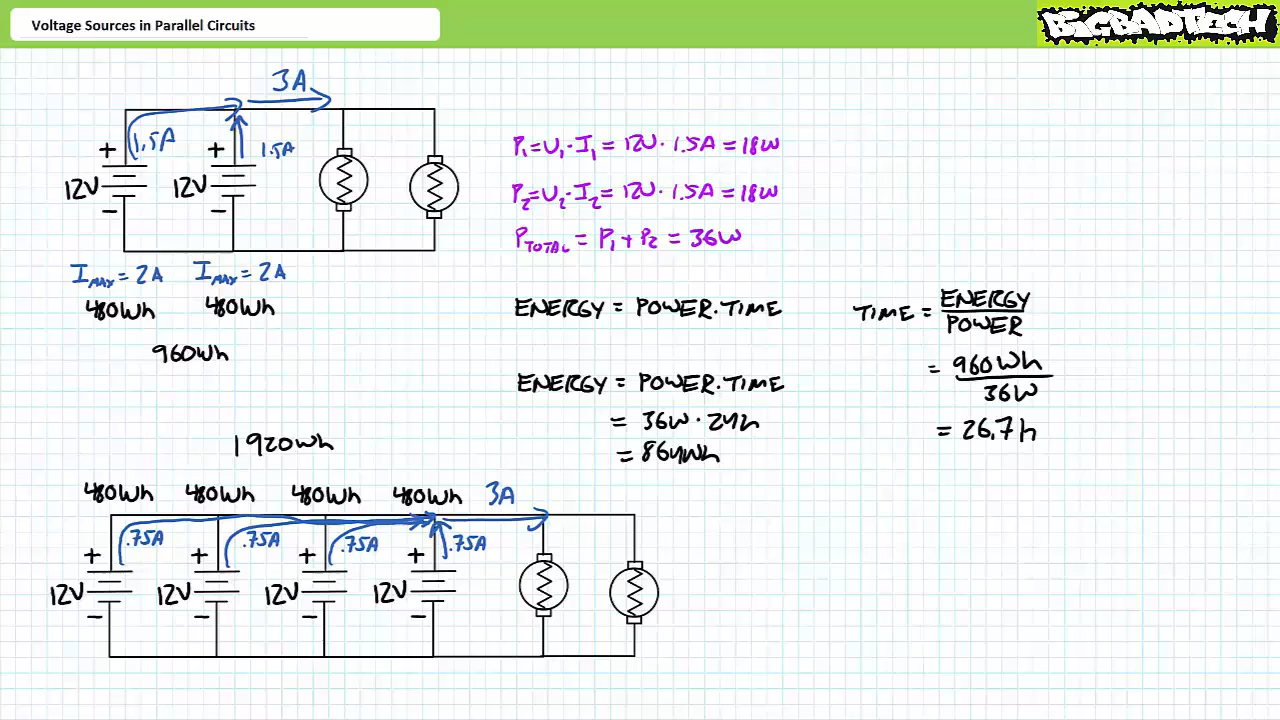 Voltage Sources in Parallel Circuits
BIGBADTECH
3A
1.5A
1.5A
+
+
12V
12V
−
−
I MAX = 2A
I MAX = 2A
480Wh
480Wh
960Wh
P1 = U1 · I1 = 12V · 1.5A = 18W
P2 = U2 · I2 = 12V · 1.5A = 18W
PTOTAL = P1 + P2 = 36W
ENERGY = POWER · TIME
ENERGY = POWER · TIME
= 36W · 24h
= 864Wh
TIME = ENERGY
POWER
= 960Wh
36W
= 26.7h
1920Wh
480Wh 480Wh 480Wh 480Wh
3A
.75A .75A .75A .75A
+ + + +
12V 12V 12V 12V
− − − −